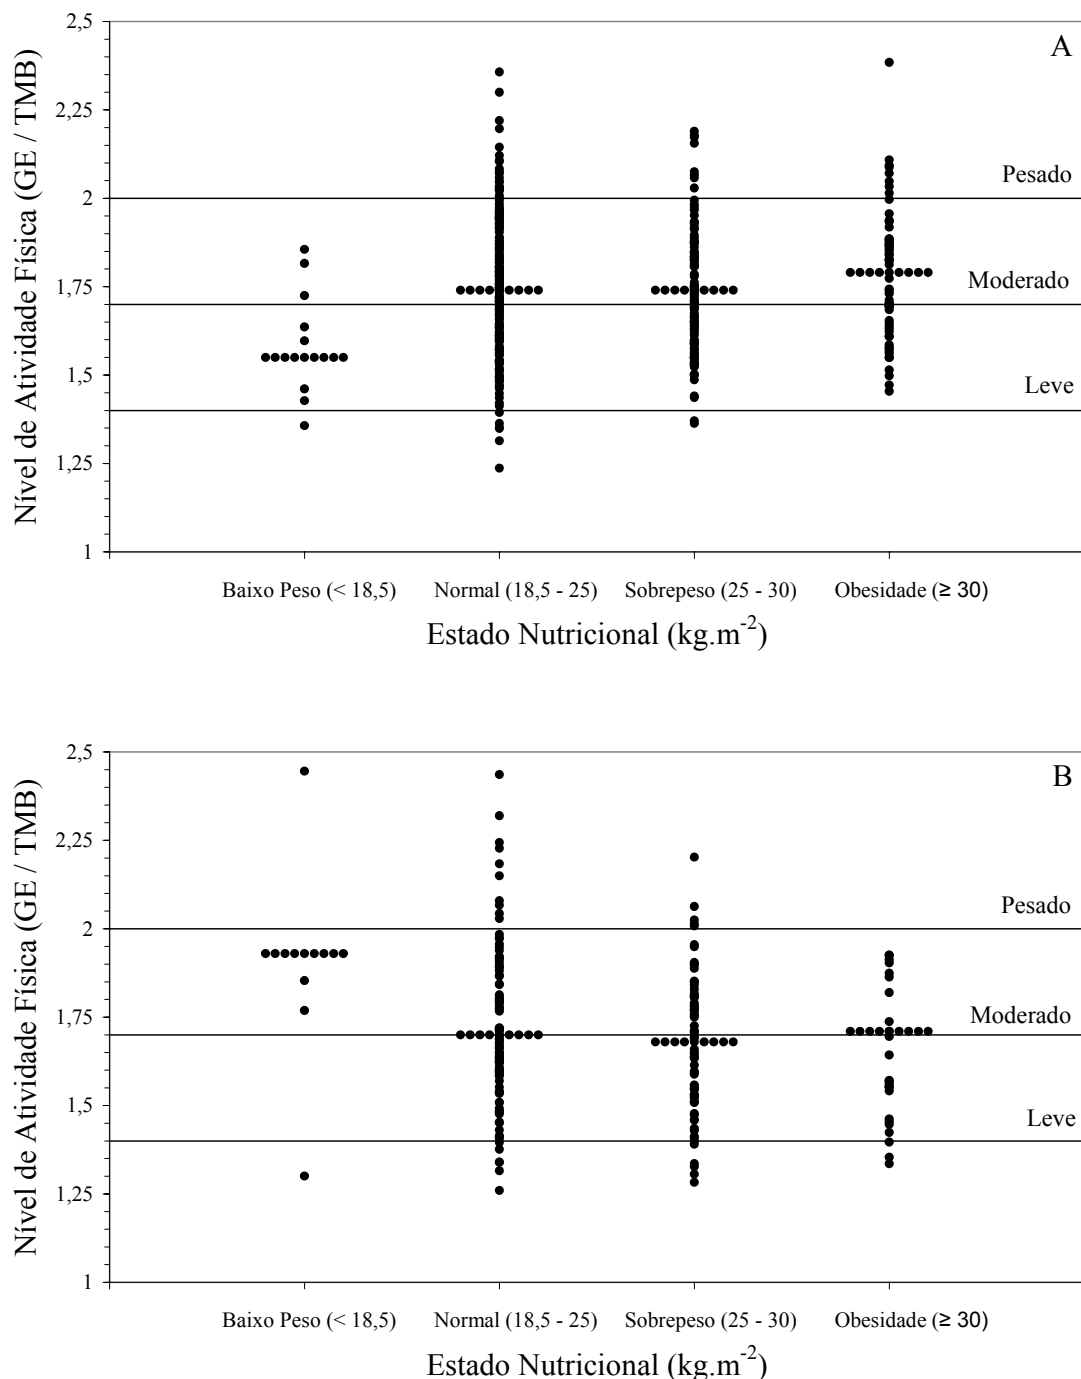 A
Nível de Atividade Física (GE / TMB)
2,5
2,25
2
1,75
1,5
1,25
1
Pesado
Moderado
Leve
Baixo Peso (< 18,5) Normal (18,5 - 25) Sobrepeso (25 - 30) Obesidade (≥ 30)
Estado Nutricional (kg.m-2)
B
Nível de Atividade Física (GE / TMB)
2,5
2,25
2
1,75
1,5
1,25
1
Pesado
Moderado
Leve
Baixo Peso (< 18,5) Normal (18,5 - 25) Sobrepeso (25 - 30) Obesidade (≥ 30)
Estado Nutricional (kg.m-2)